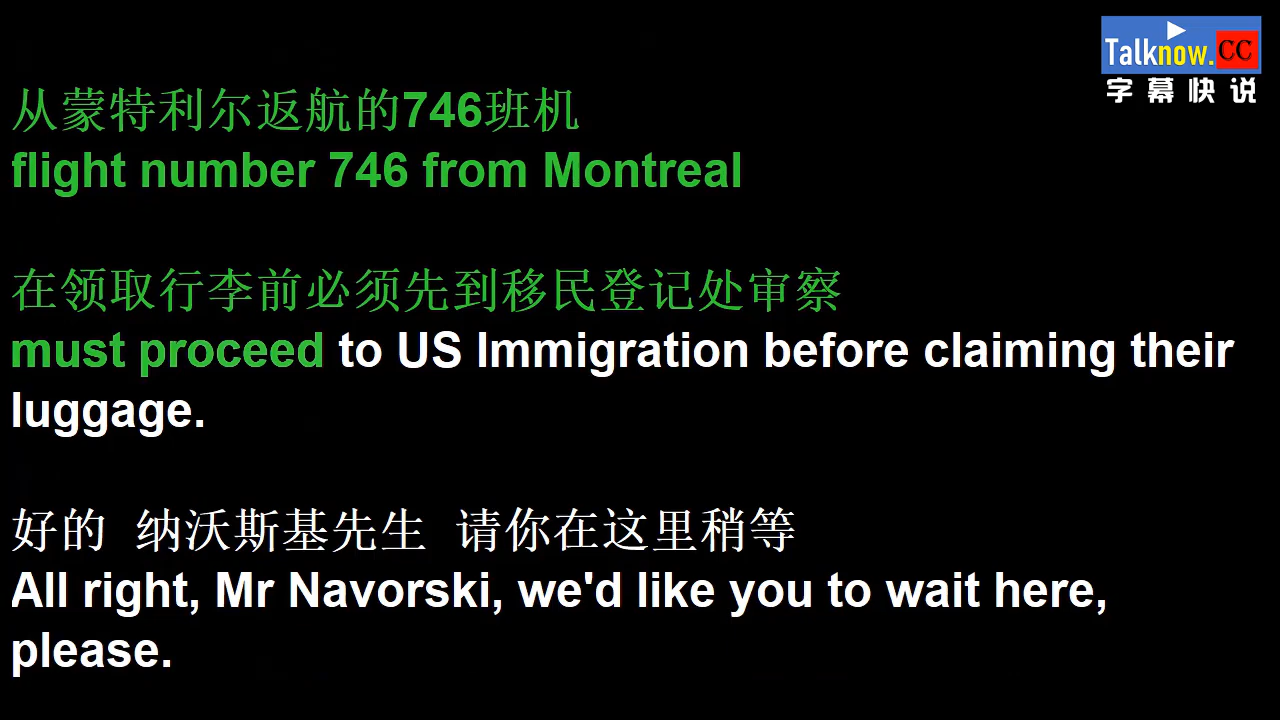 Talknow.CC
字幕快说
从蒙特利尔返航的746班机
flight number 746 from Montreal
在领取行李前必须先到移民登记处审察
must proceed to US Immigration before claiming their
luggage.
好的 纳沃斯基先生 请你在这里稍等
All right, Mr Navorski, we'd like you to wait here,
please.